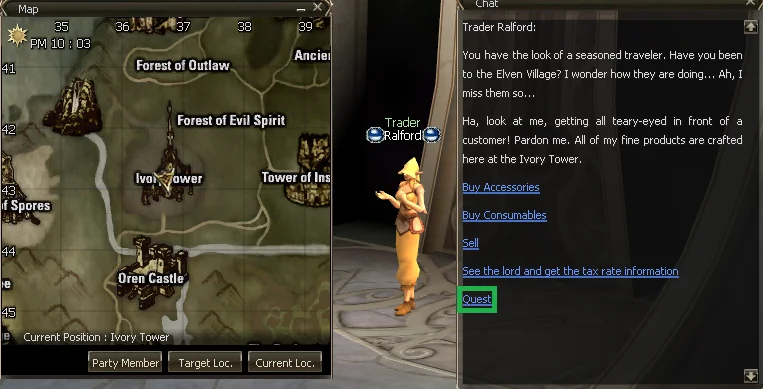 Map
PM 10 : 03
35
36
37
38
39
41
42
43
44
45
Ancien
Forest of Outlaw
Forest of Evil Spirit
Ivory Tower
Tower of Ins
f Spores
Oren Castle
Current Position : Ivory Tower
Party Member
Target Loc.
Current Loc.
Trader
Ralford
Chat
Trader Ralford:
You have the look of a seasoned traveler. Have you been
to the Elven Village? I wonder how they are doing... Ah, I
miss them so...
Ha, look at me, getting all teary-eyed in front of a
customer! Pardon me. All of my fine products are crafted
here at the Ivory Tower.
Buy Accessories
Buy Consumables
Sell
See the lord and get the tax rate information
Quest